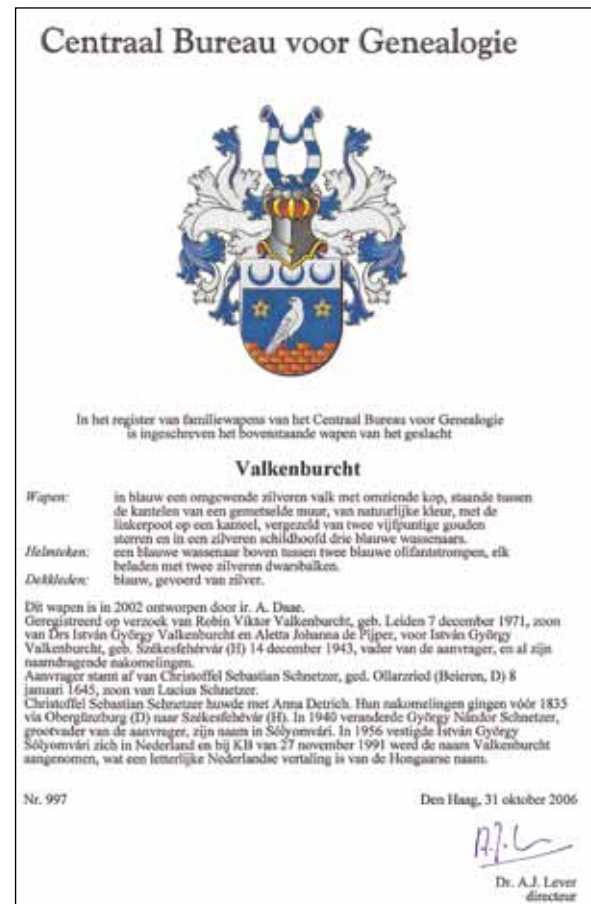 Centraal Bureau voor Genealogie
In het register van familiewapens van het Centraal Bureau voor Genealogie
is ingeschreven het bovenstaande wapen van het geslacht
Valkenburcht
Wapen: in blauw een omgewende zilveren valk met omziende kop, staande tussen
de kantelen van een gemetselde muur, van natuurlijke kleur, met de
linkerpoot op een kanteel, vergezeld van twee vijfpuntige gouden
sterren en in een zilveren schildhoofd drie blauwe wassenaars.
Helmteken: een blauwe wassenaar boven tussen twee blauwe olifantstrompen, elk
beladen met twee zilveren dwarsbalken.
Dekkleden: blauw, gevoerd van zilver.
Dit wapen is in 2002 ontworpen door ir. A. Daae.
Geregistreerd op verzoek van Robin Viktor Valkenburcht, geb. Leiden 7 december 1971, zoon
van Drs István György Valkenburcht en Aletta Johanna de Pijper, voor István György
Valkenburcht, geb. Székesfehérvár (H) 14 december 1943, vader van de aanvrager, en al zijn
naamdragende nakomelingen.
Aanvrager stamt af van Christoffel Sebastian Schnetzer, ged. Ollarzried (Beieren, D) 8
januari 1645, zoon van Lucius Schnetzer.
Christoffel Sebastian Schnetzer huwde met Anna Detrich. Hun nakomelingen gingen vóór 1835
via Obergünzburg (D) naar Székesfehévár (H). In 1940 veranderde György Nándor Schnetzer,
grootvader van de aanvrager, zijn naam in Sólyomvári. In 1956 vestigde István György
Sólyomvári zich in Nederland en bij KB van 27 november 1991 werd de naam Valkenburcht
aangenomen, wat een letterlijke Nederlandse vertaling is van de Hongaarse naam.
Nr. 997 Den Haag, 31 oktober 2006
Dr. A.J. Lever
directeur